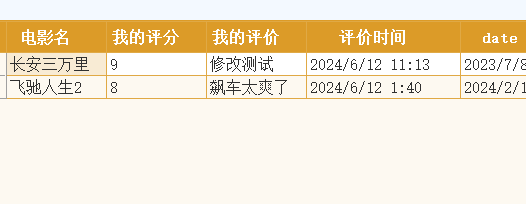 电影名 我的评分 我的评价 评价时间 date
长安三万里 9 修改测试 2024/6/12 11:13 2023/7/8
飞驰人生2 8 飙车太爽了 2024/6/12 1:40 2024/2/1